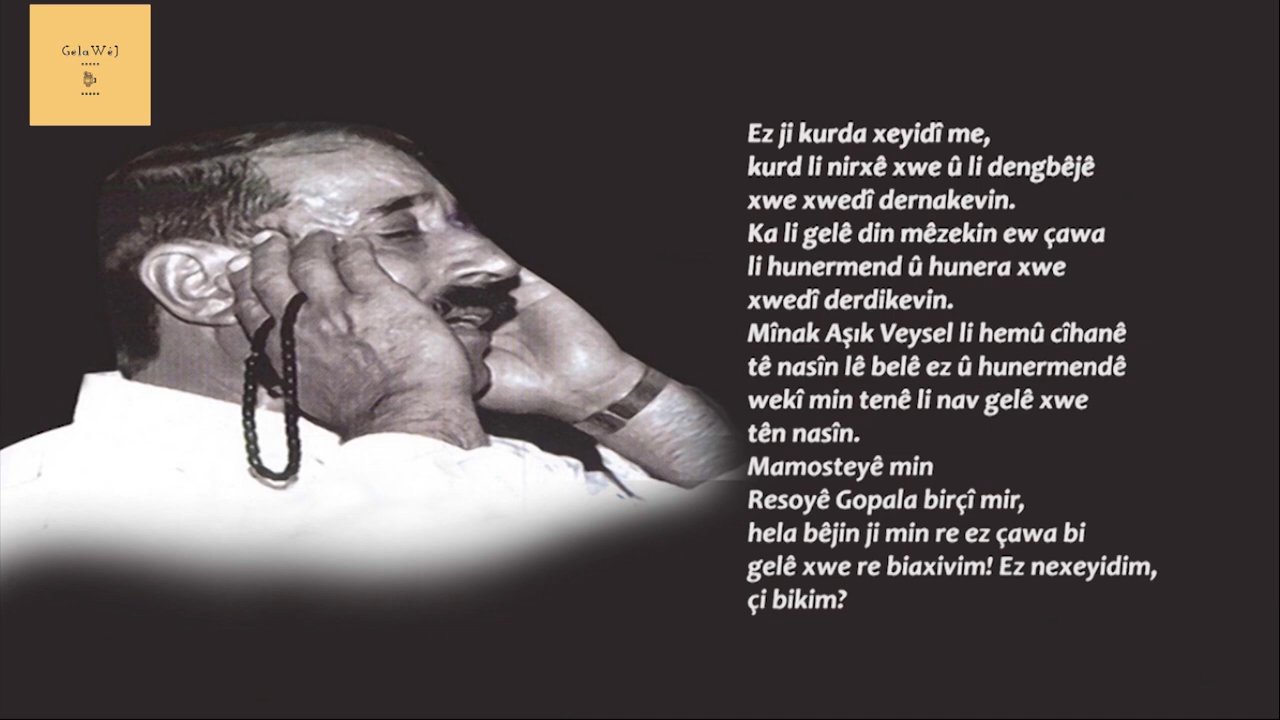 GelaWêJ
Ez ji kurda xeyidî me,
kurd li nirxê xwe û li dengbêjê
xwe xwedî dernakevin.
Ka li gelê din mêzekin ew çawa
li hunermend û hunera xwe
xwedî derdikevin.
Mînak Aşık Veysel li hemû cîhanê
tê nasîn lê belê ez û hunermendê
wekî min tenê li nav gelê xwe
tên nasîn.
Mamosteyê min
Resoyê Gopala birçî mir,
hela bêjin ji min re ez çawa bi
gelê xwe re biaxivim! Ez nexeyidim,
çi bikim?